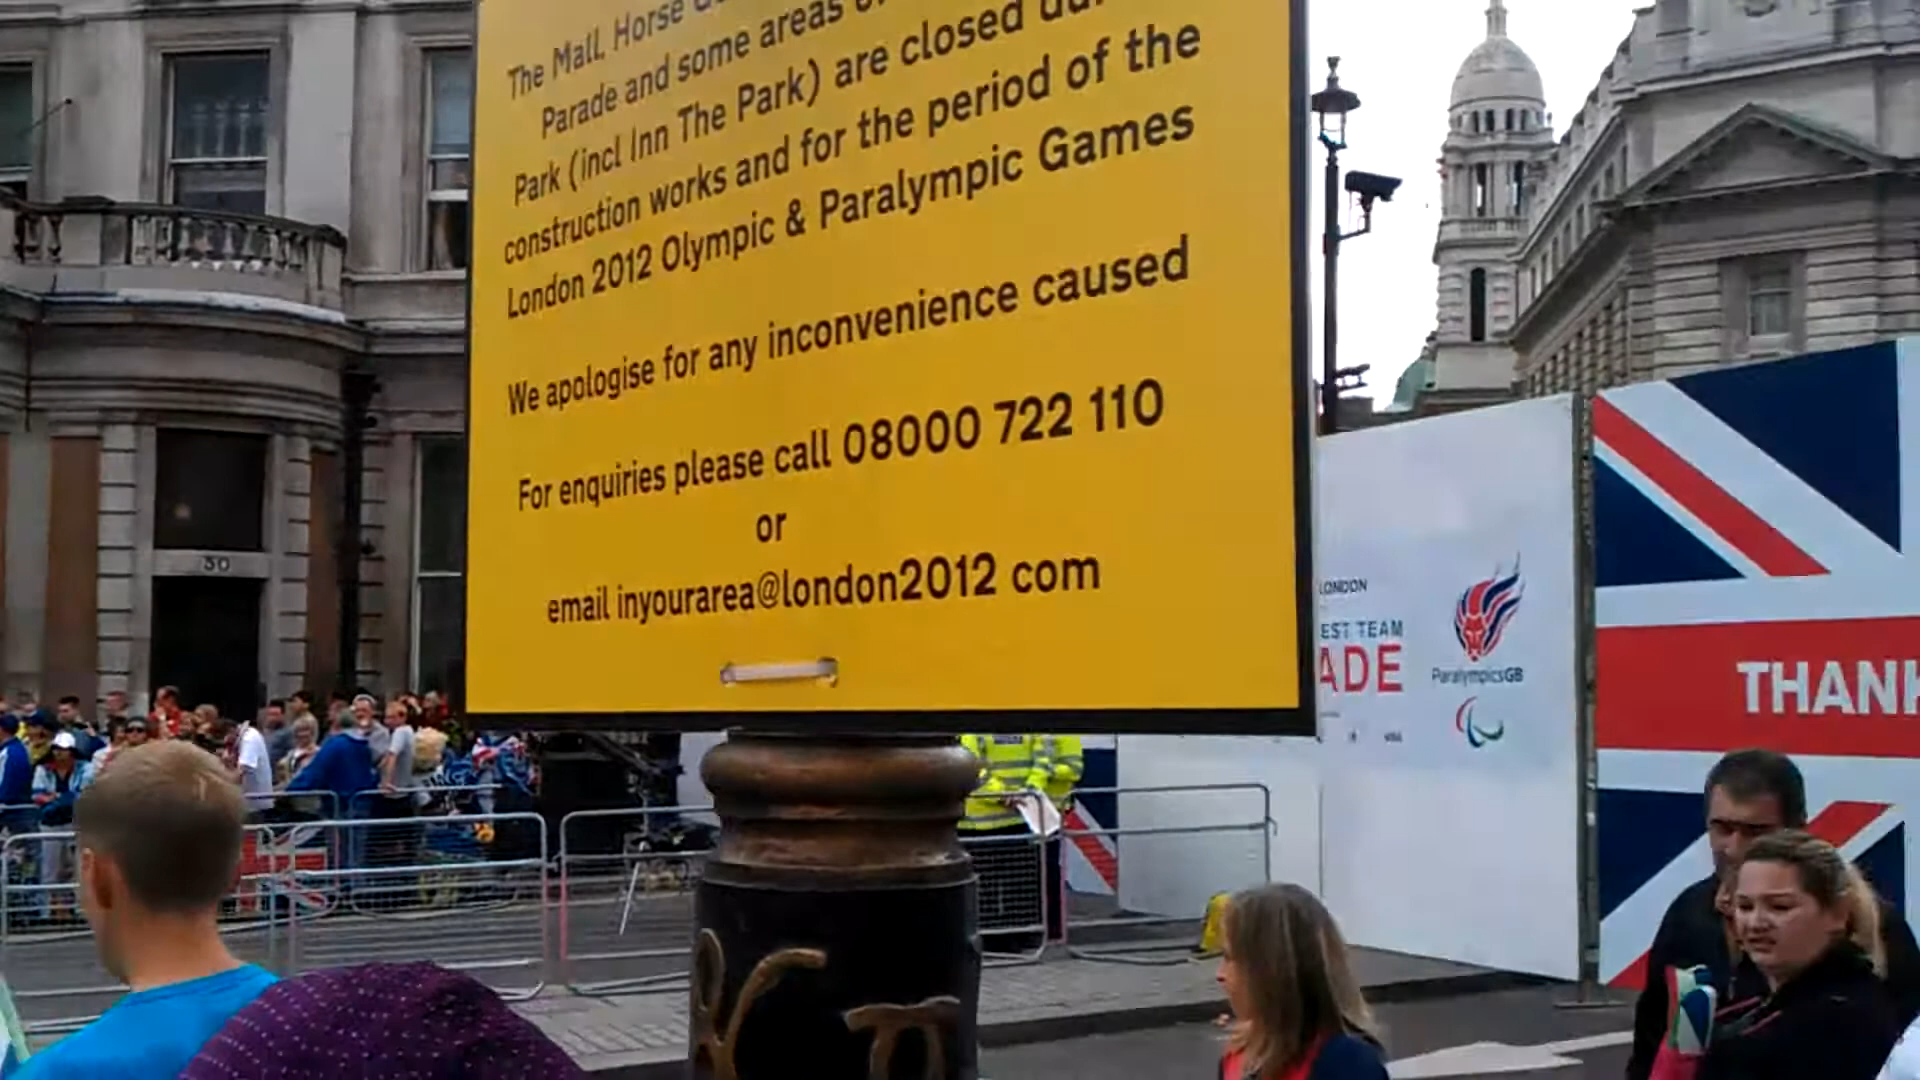 The Mall, Horse
Parade and some areas
Park (incl Inn The Park) are closed
construction works and for the period of the
London 2012 Olympic & Paralympic Games
We apologise for any inconvenience caused
For enquiries please call 08000 722 110
or
email inyourarea@london2012 com
30
LONDON
EST TEAM
ADE
ParalympicsGB
THANK